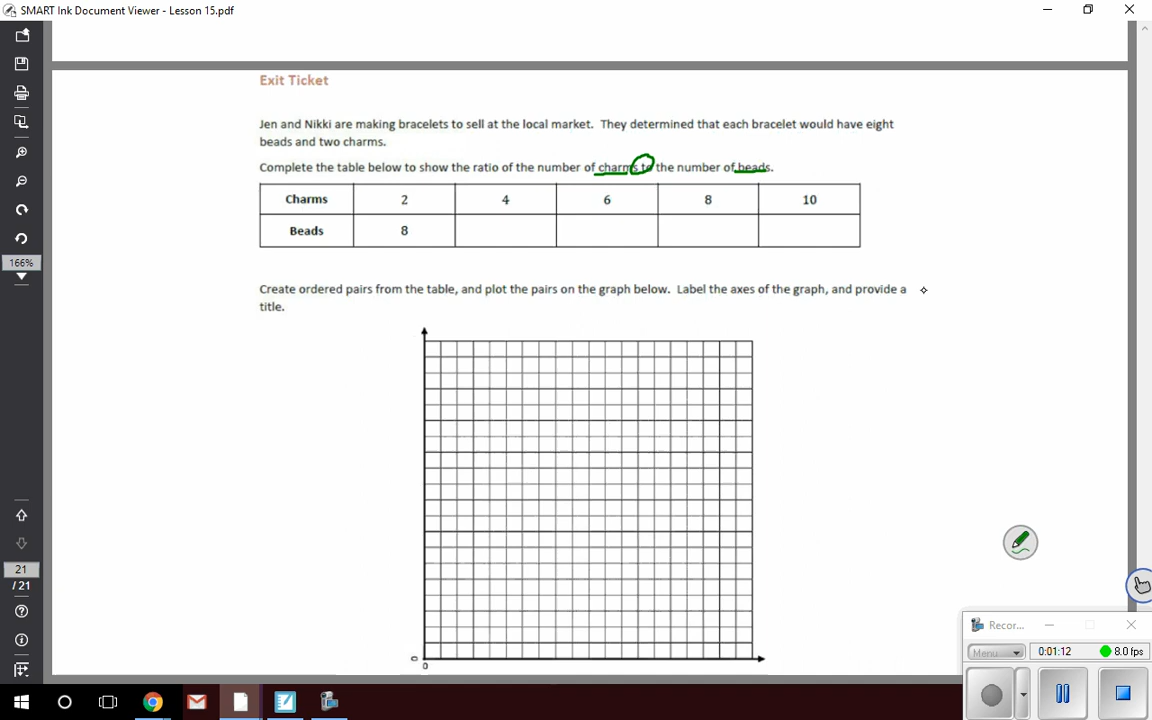 SMART Ink Document Viewer - Lesson 15.pdf
Exit Ticket
Jen and Nikki are making bracelets to sell at the local market. They determined that each bracelet would have eight
beads and two charms.
Complete the table below to show the ratio of the number of charms to the number of beads.
Charms 2 4 6 8 10
Beads 8
Create ordered pairs from the table, and plot the pairs on the graph below. Label the axes of the graph, and provide a
title.
0
0
166%
21
/ 21
Recor...
Menu
0:01:12
8.0 fps